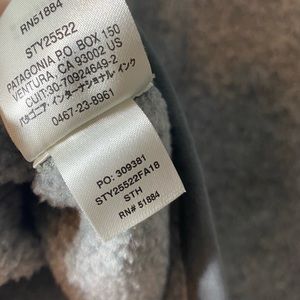 RN51884
STY25522
PATAGONIA P.O. BOX 150
VENTURA, CA 93002 US
CUIT:30-70924649-2
パタゴニア・インターナショナル・インク
0467-23-8961
PO: 309381
STY25522FA18
STH
RN# 51884